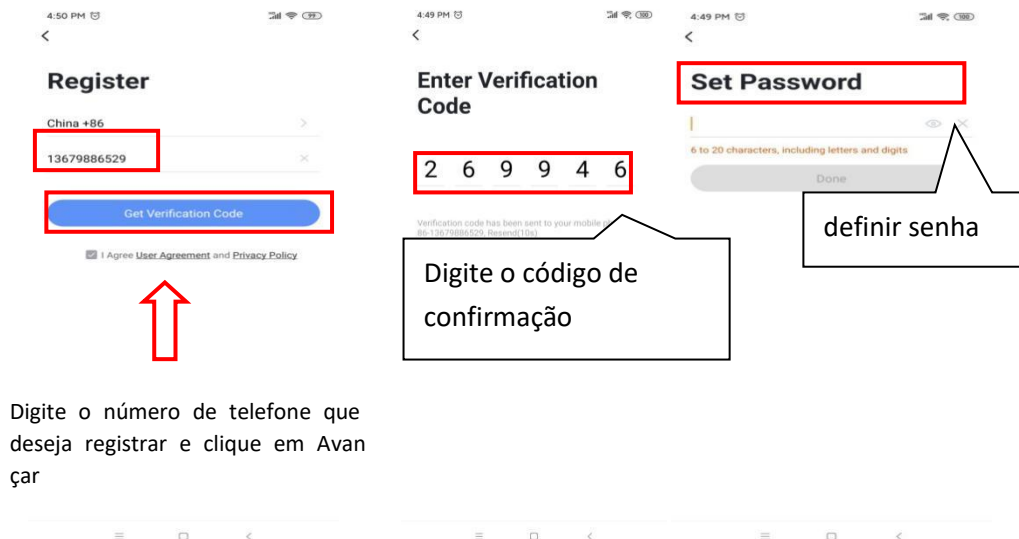 4:50 PM
99
Register
China +86
13679886529
Get Verification Code
I Agree User Agreement and Privacy Policy
Digite o número de telefone que
deseja registrar e clique em Avan
çar
4:49 PM
100
Enter Verification
Code
2 6 9 9 4 6
Verification code has been sent to your mobile
86-13679886529, Resend(10s)
Digite o código de
confirmação
4:49 PM
100
Set Password
6 to 20 characters, including letters and digits
Done
definir senha